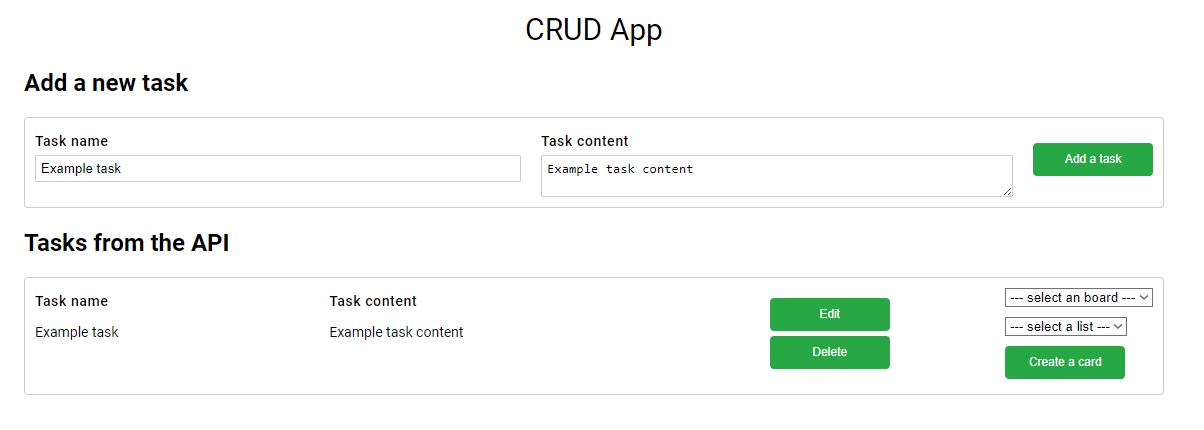 CRUD App
Add a new task
Task name
Task content
Example task
Example task content
Add a task
Tasks from the API
Task name
Task content
Example task
Example task content
Edit
Delete
--- select an board ---
--- select a list ---
Create a card